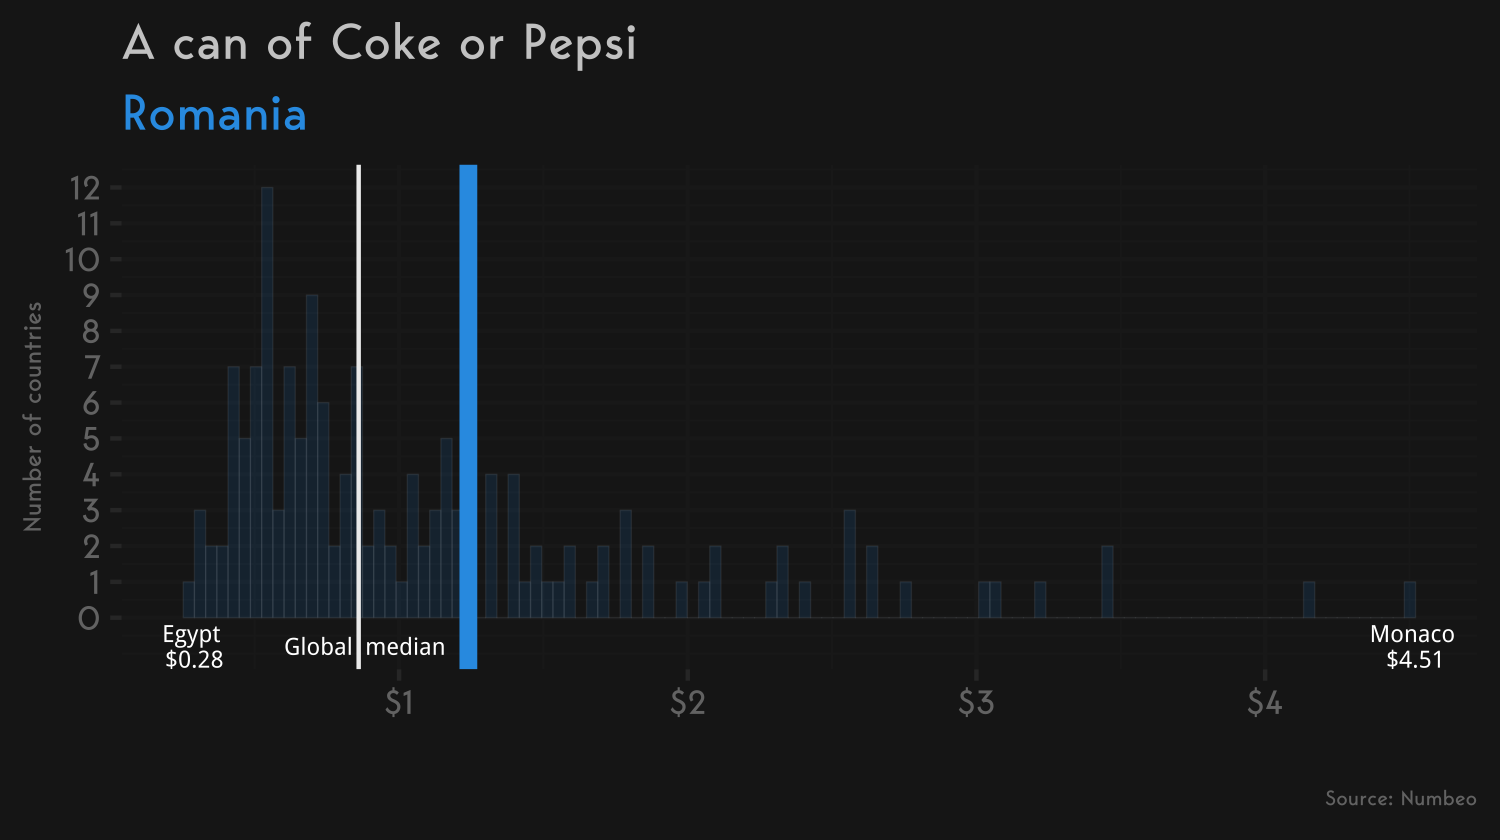 A can of Coke or Pepsi
Romania
Number of countries
12
11
10
9
8
7
6
5
4
3
2
1
0
Egypt
$0.28
Global median
Monaco
$4.51
$1 $2 $3 $4
Source: Numbeo